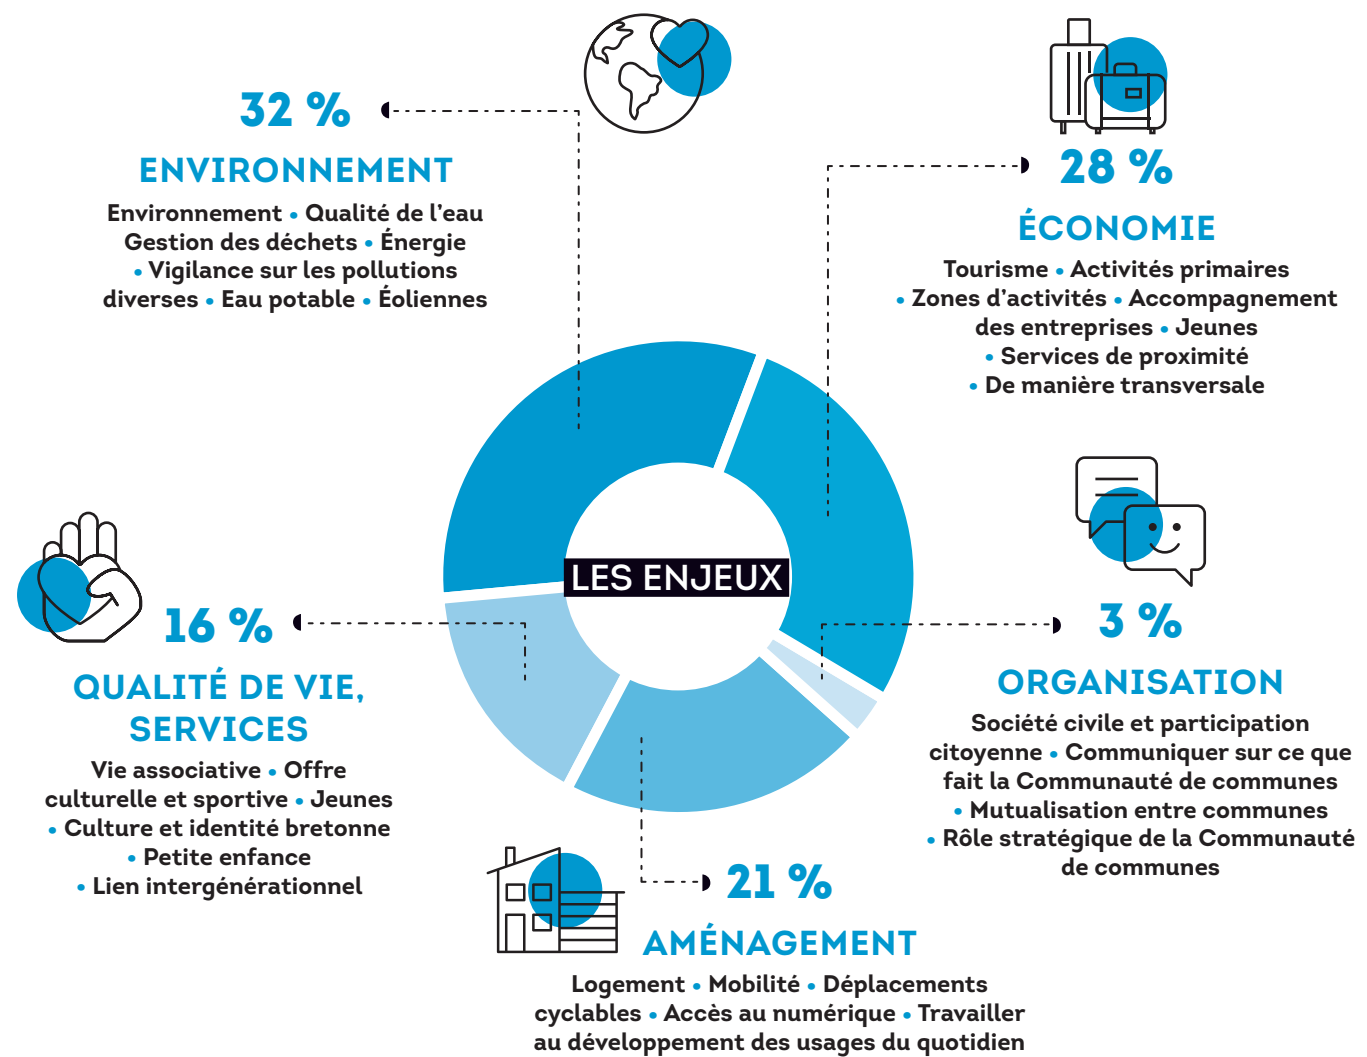 32 %
ENVIRONNEMENT
Environnement • Qualité de l’eau
Gestion des déchets • Énergie
• Vigilance sur les pollutions
diverses • Eau potable • Éoliennes
28 %
ÉCONOMIE
Tourisme • Activités primaires
• Zones d’activités • Accompagnement
des entreprises • Jeunes
• Services de proximité
• De manière transversale
LES ENJEUX
16 %
QUALITÉ DE VIE,
SERVICES
Vie associative • Offre
culturelle et sportive • Jeunes
• Culture et identité bretonne
• Petite enfance
• Lien intergénérationnel
3 %
ORGANISATION
Société civile et participation
citoyenne • Communiquer sur ce que
fait la Communauté de communes
• Mutualisation entre communes
• Rôle stratégique de la Communauté
de communes
21 %
AMÉNAGEMENT
Logement • Mobilité • Déplacements
cyclables • Accès au numérique • Travailler
au développement des usages du quotidien